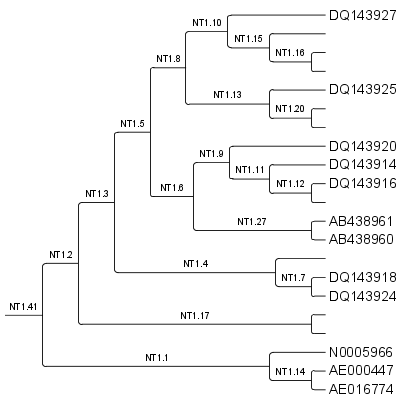 DQ143927
NT1.10
NT1.15
NT1.16
NT1.8
DQ143925
NT1.13
NT1.20
NT1.5
DQ143920
NT1.9
DQ143914
NT1.11
DQ143916
NT1.12
NT1.6
NT1.3
AB438961
NT1.27
AB438960
NT1.2
NT1.4
DQ143918
NT1.7
DQ143924
NT1.41
NT1.17
N0005966
NT1.1
AE000447
NT1.14
AE016774